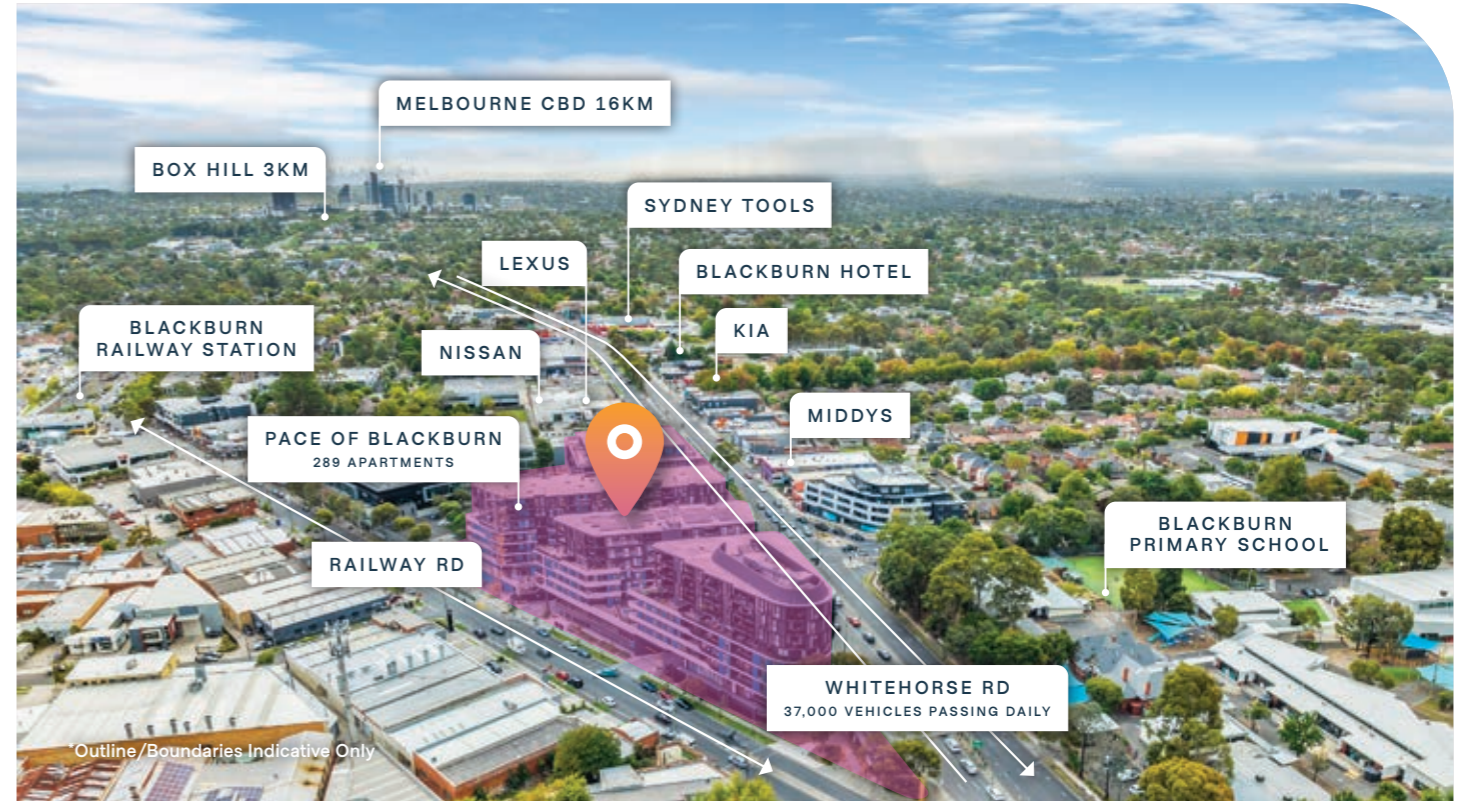 MELBOURNE CBD 16KM
BOX HILL 3KM
SYDNEY TOOLS
LEXUS
BLACKBURN HOTEL
BLACKBURN
RAILWAY STATION
NISSAN
KIA
MIDDYS
PACE OF BLACKBURN
289 APARTMENTS
BLACKBURN
PRIMARY SCHOOL
RAILWAY RD
WHITEHORSE RD
37,000 VEHICLES PASSING DAILY
*Outline/Boundaries Indicative Only